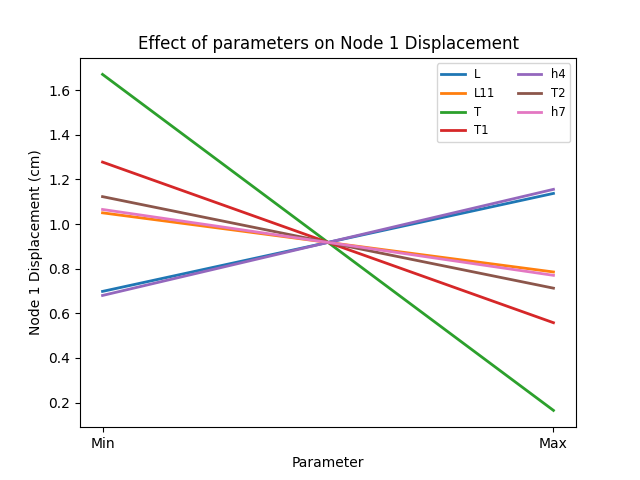 Effect of parameters on Node 1 Displacement
L
L11
T
T1
h4
T2
h7
Node 1 Displacement (cm)
1.6
1.4
1.2
1.0
0.8
0.6
0.4
0.2
Min
Max
Parameter